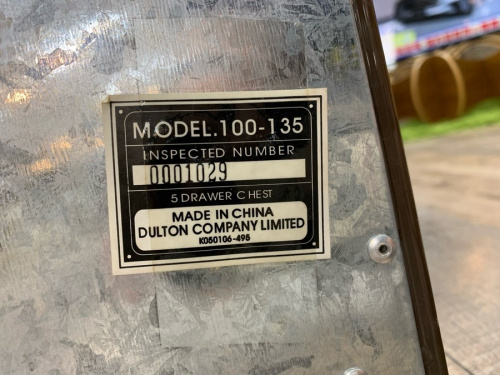 MODEL.100-135
INSPECTED NUMBER
0001029
5 DRAWER CHEST
MADE IN CHINA
DULTON COMPANY LIMITED
K050106-495